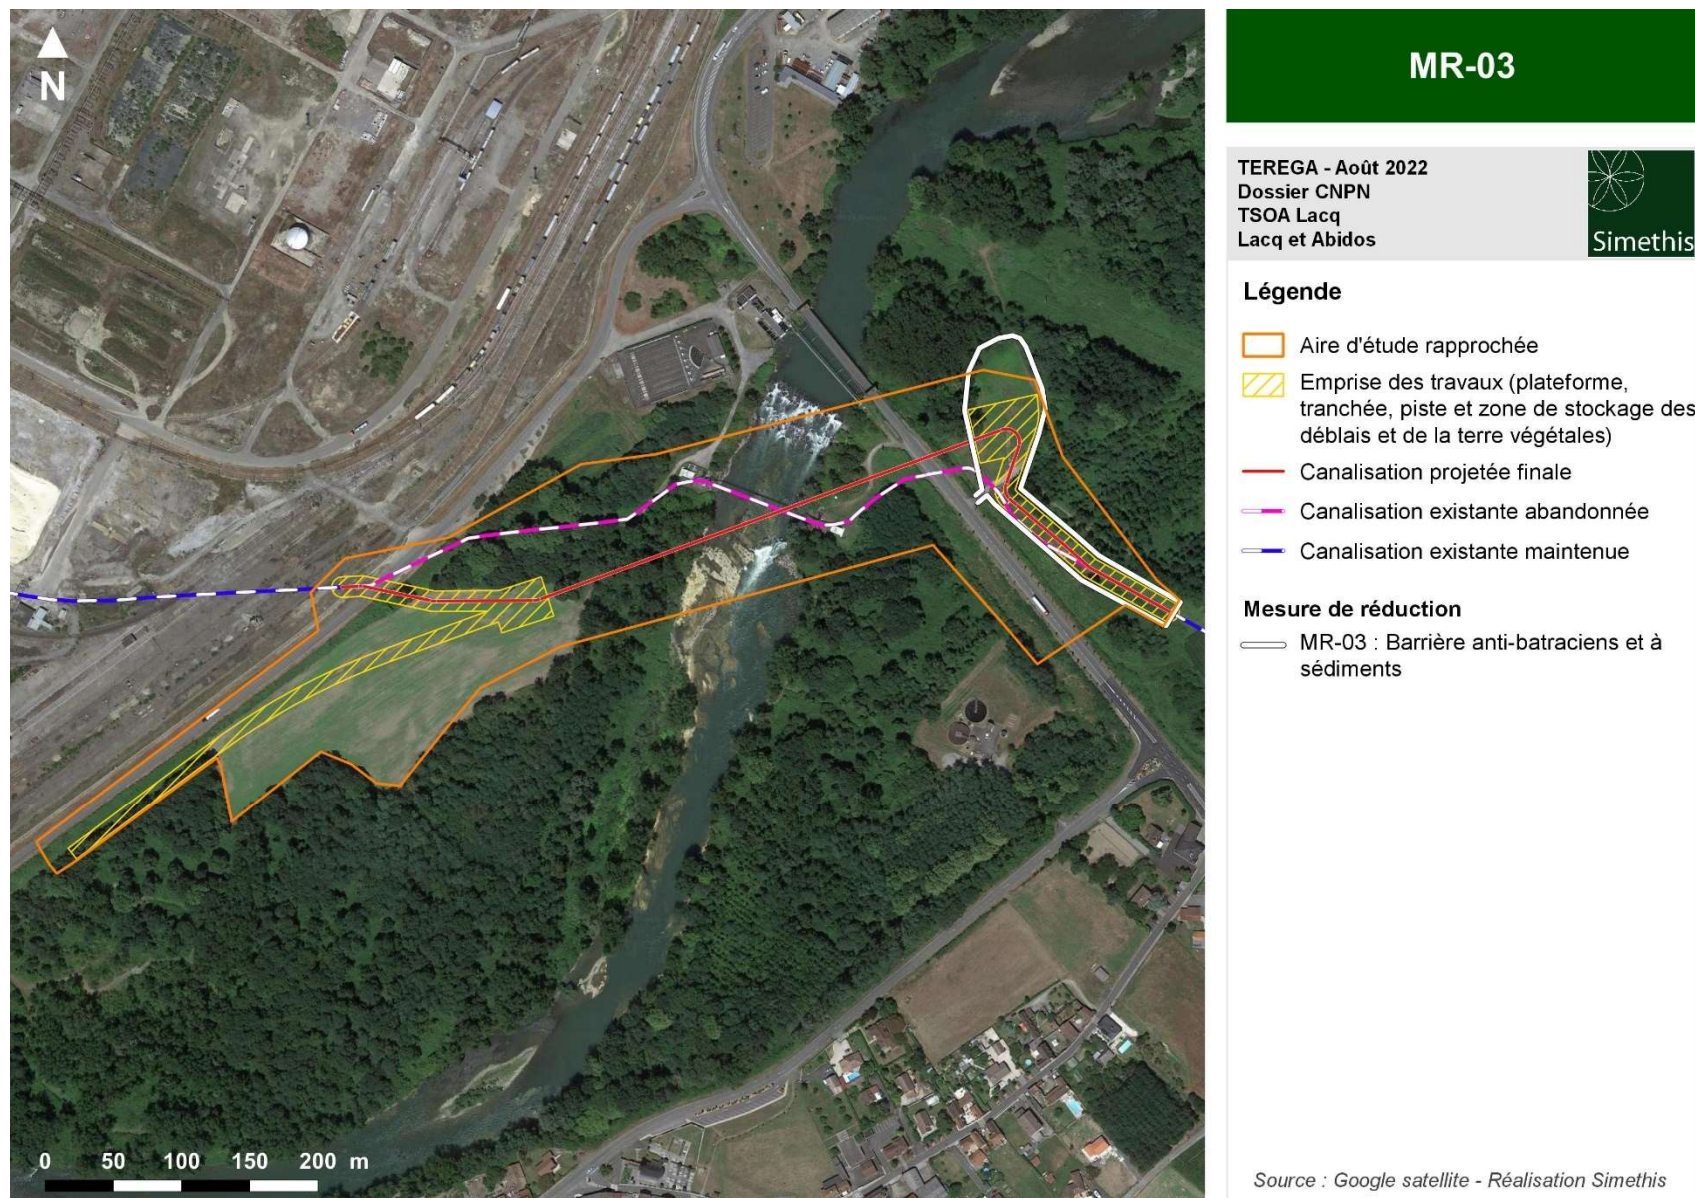 N
MR-03
TEREGA - Août 2022
Dossier CNPN
TSOA Lacq
Lacq et Abidos
Simethis
Légende
Aire d'étude rapprochée
Emprise des travaux (plateforme,
tranchée, piste et zone de stockage des
déblais et de la terre végétales)
Canalisation projetée finale
Canalisation existante abandonnée
Canalisation existante maintenue
Mesure de réduction
MR-03 : Barrière anti-batraciens et à
sédiments
0 50 100 150 200 m
Source : Google satellite - Réalisation Simethis